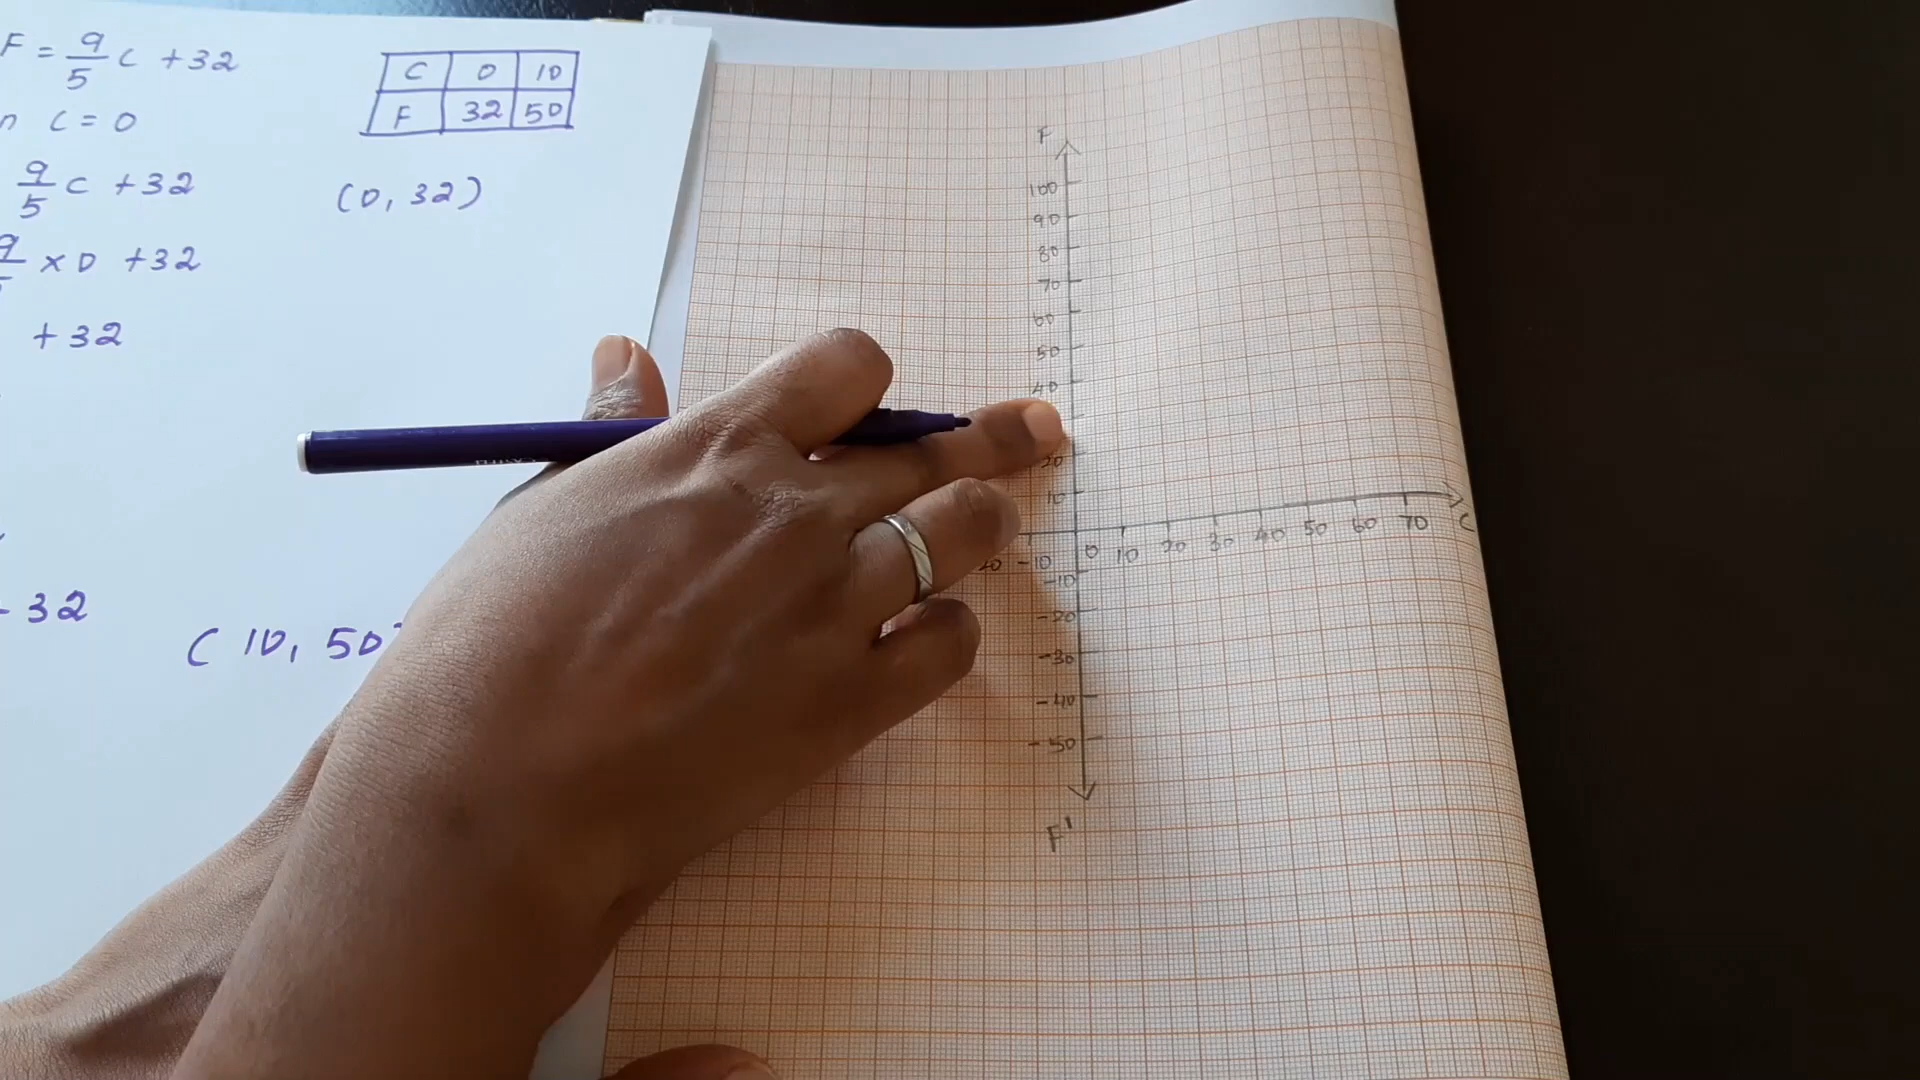 F = 9/5 C + 32
C = 0
9/5 C + 32
× 0 + 32
+ 32
32
(10, 50
C 0 10
F 32 50
(0, 32)
F
100
90
80
70
60
50
40
20
10
-10 0 10 20 30 40 50 60 70 C
-10
-20
-30
-40
-50
F'